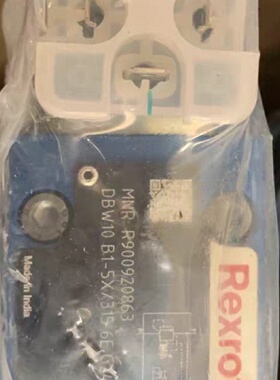 MNR: R900920863
DBW10 B1-5X/315-6E
Rexro
Made in India